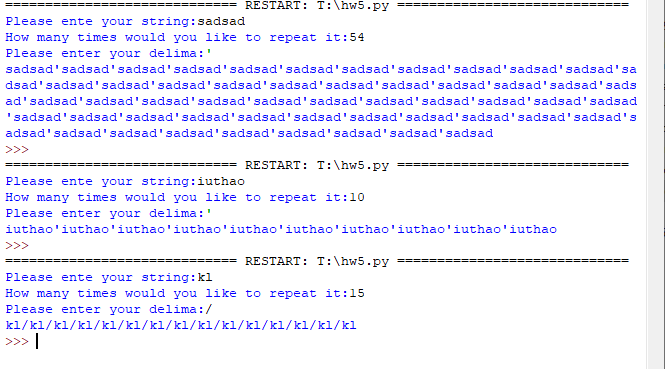 ============================= RESTART: T:\hw5.py =============================
Please ente your string:sadsad
How many times would you like to repeat it:54
Please enter your delima:'
sadsad'sadsad'sadsad'sadsad'sadsad'sadsad'sadsad'sadsad'sadsad'sadsad'sadsad'sa
dsad'sadsad'sadsad'sadsad'sadsad'sadsad'sadsad'sadsad'sadsad'sadsad'sadsad'sads
ad'sadsad'sadsad'sadsad'sadsad'sadsad'sadsad'sadsad'sadsad'sadsad'sadsad'sadsad
'sadsad'sadsad'sadsad'sadsad'sadsad'sadsad'sadsad'sadsad'sadsad'sadsad'sadsad's
adsad'sadsad'sadsad'sadsad'sadsad'sadsad'sadsad'sadsad'sadsad
>>>
============================= RESTART: T:\hw5.py =============================
Please ente your string:iuthao
How many times would you like to repeat it:10
Please enter your delima:'
iuthao'iuthao'iuthao'iuthao'iuthao'iuthao'iuthao'iuthao'iuthao'iuthao
>>>
============================= RESTART: T:\hw5.py =============================
Please ente your string:kl
How many times would you like to repeat it:15
Please enter your delima:/
kl/kl/kl/kl/kl/kl/kl/kl/kl/kl/kl/kl/kl/kl/kl
>>>